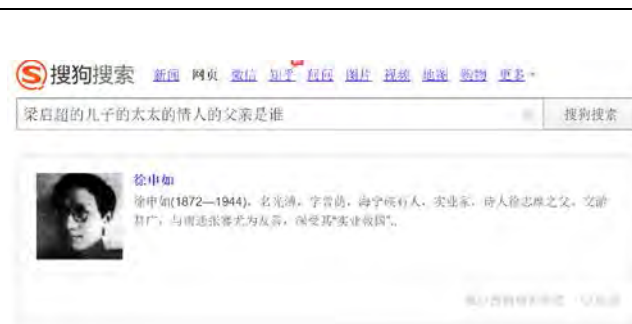 搜狗搜索 新闻 网页 微信 知乎 问问 图片 视频 地图 购物 更多
梁启超的儿子的太太的情人的父亲是谁 搜狗搜索
徐申如
徐申如(1872—1944)，名光溥，字曾荫，海宁硖石人，实业家，诗人徐志摩之父，交游
甚广，与南通张謇尤为友善，深受其"实业救国"..